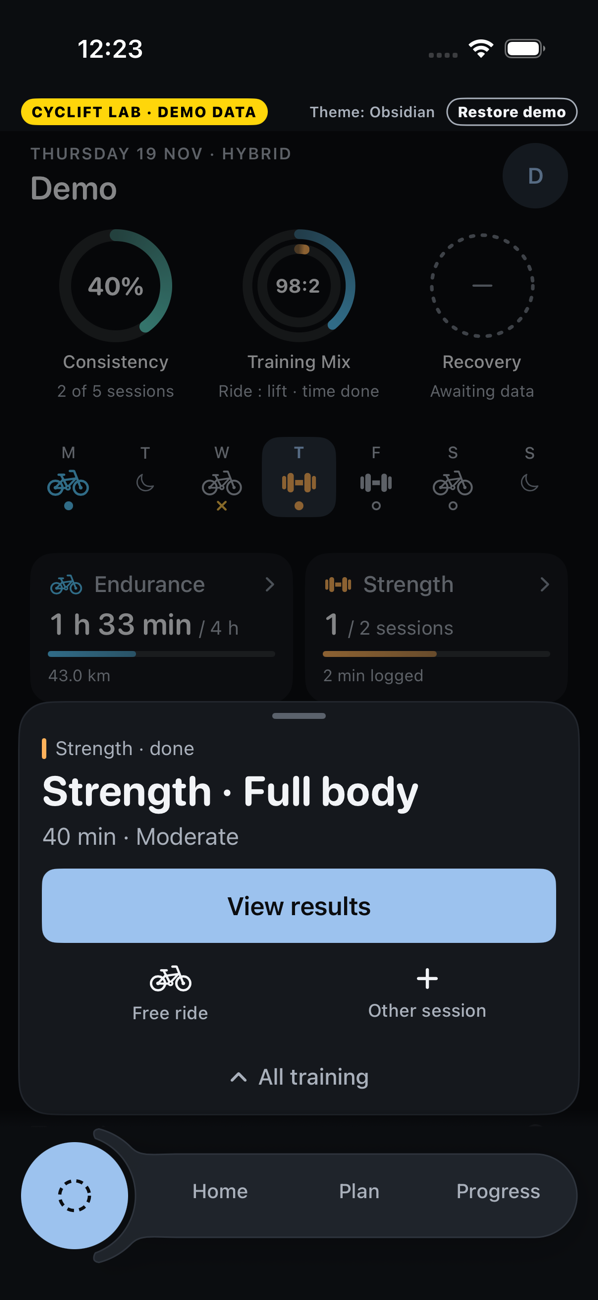 12:23
CYCLIFT LAB · DEMO DATA
Theme: Obsidian
Restore demo
THURSDAY 19 NOV · HYBRID
Demo
D
40%
98:2
—
Consistency
Training Mix
Recovery
2 of 5 sessions
Ride : lift · time done
Awaiting data
M T W T F S S
Endurance
1 h 33 min / 4 h
43.0 km
Strength
1 / 2 sessions
2 min logged
Strength · done
Strength · Full body
40 min · Moderate
View results
Free ride
Other session
All training
Home
Plan
Progress